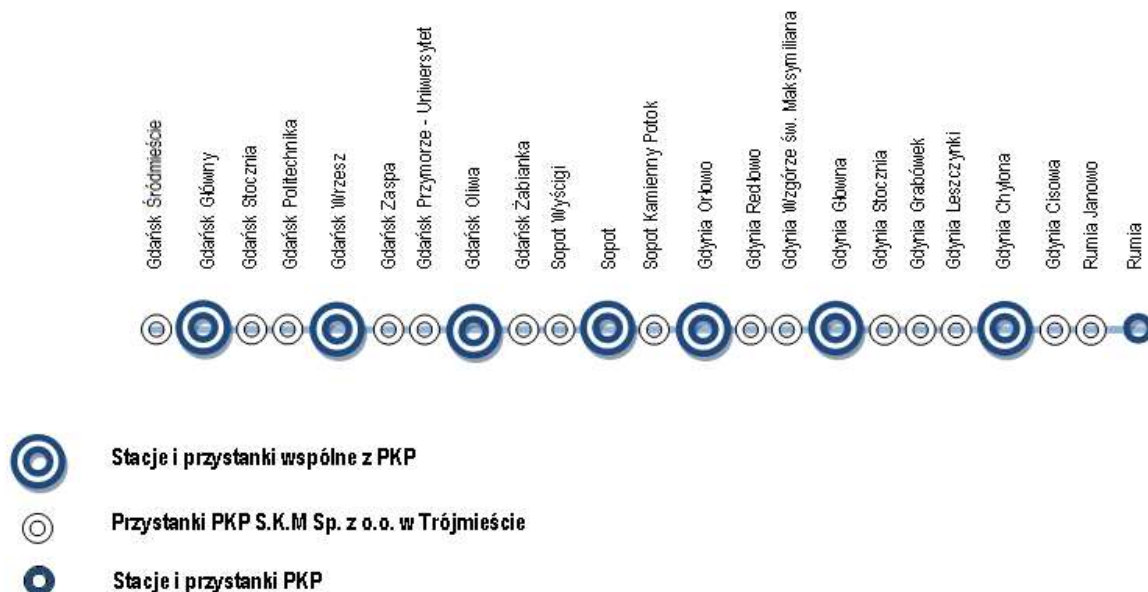 Gdańsk Śródmieście
Gdańsk Główny
Gdańsk Stocznia
Gdańsk Politechnika
Gdańsk Wrzesz
Gdańsk Zaspa
Gdańsk Przymorze - Uniwersytet
Gdańsk Oliwa
Gdańsk Żabianka
Sopot Wyścigi
Sopot
Sopot Kamienny Potok
Gdynia Orłowo
Gdynia Redłowo
Gdynia Wzgórze św. Maksymiliana
Gdynia Główna
Gdynia Stocznia
Gdynia Grabówek
Gdynia Leszczynki
Gdynia Chylona
Gdynia Cisowa
Rumia Janowo
Rumia
Stacje i przystanki wspólne z PKP
Przystanki PKP S.K.M Sp. z o.o. w Trójmieście
Stacje i przystanki PKP